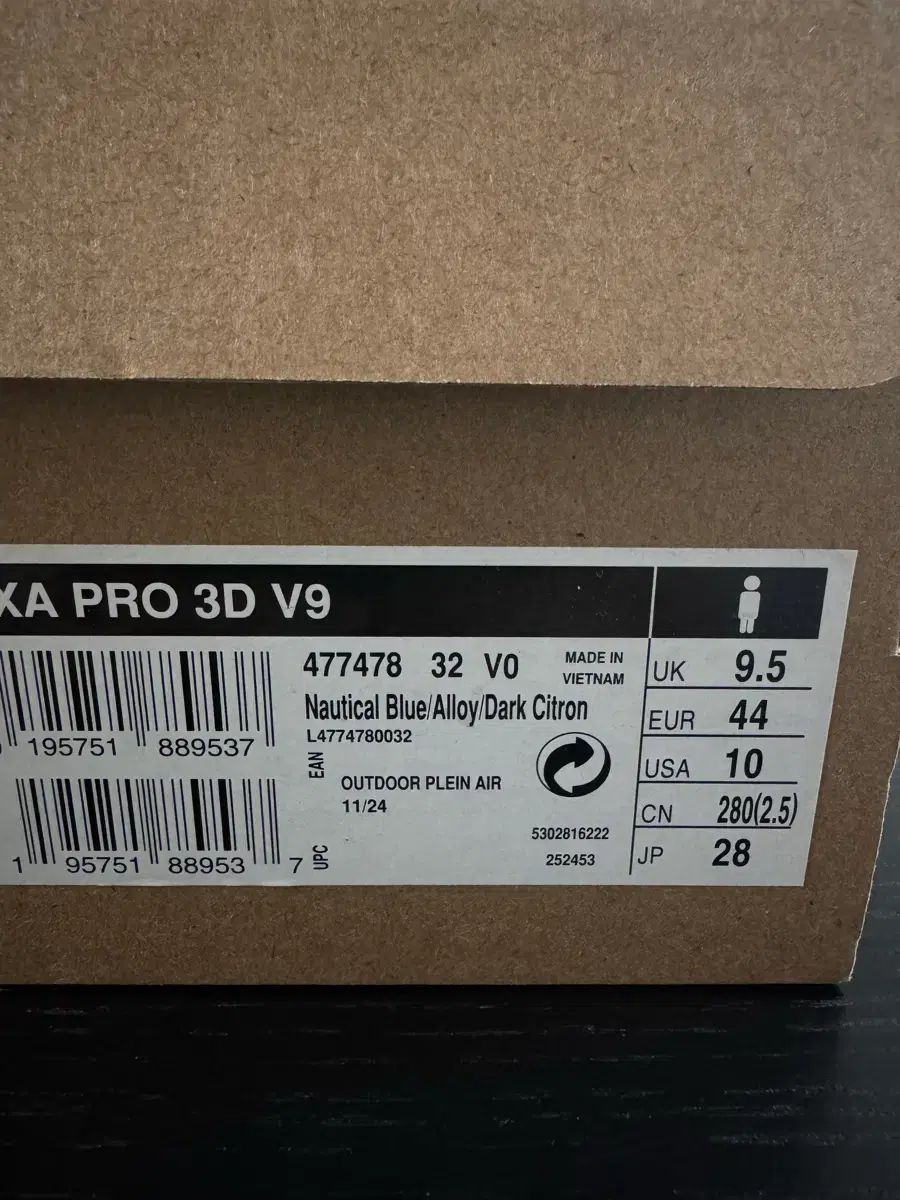 XA PRO 3D V9
477478 32 V0
MADE IN
VIETNAM
Nautical Blue/Alloy/Dark Citron
L4774780032
195751 889537
EAN
OUTDOOR PLEIN AIR
11/24
5302816222
252453
1 95751 88953 7
UPC
UK 9.5
EUR 44
USA 10
CN 280(2.5)
JP 28